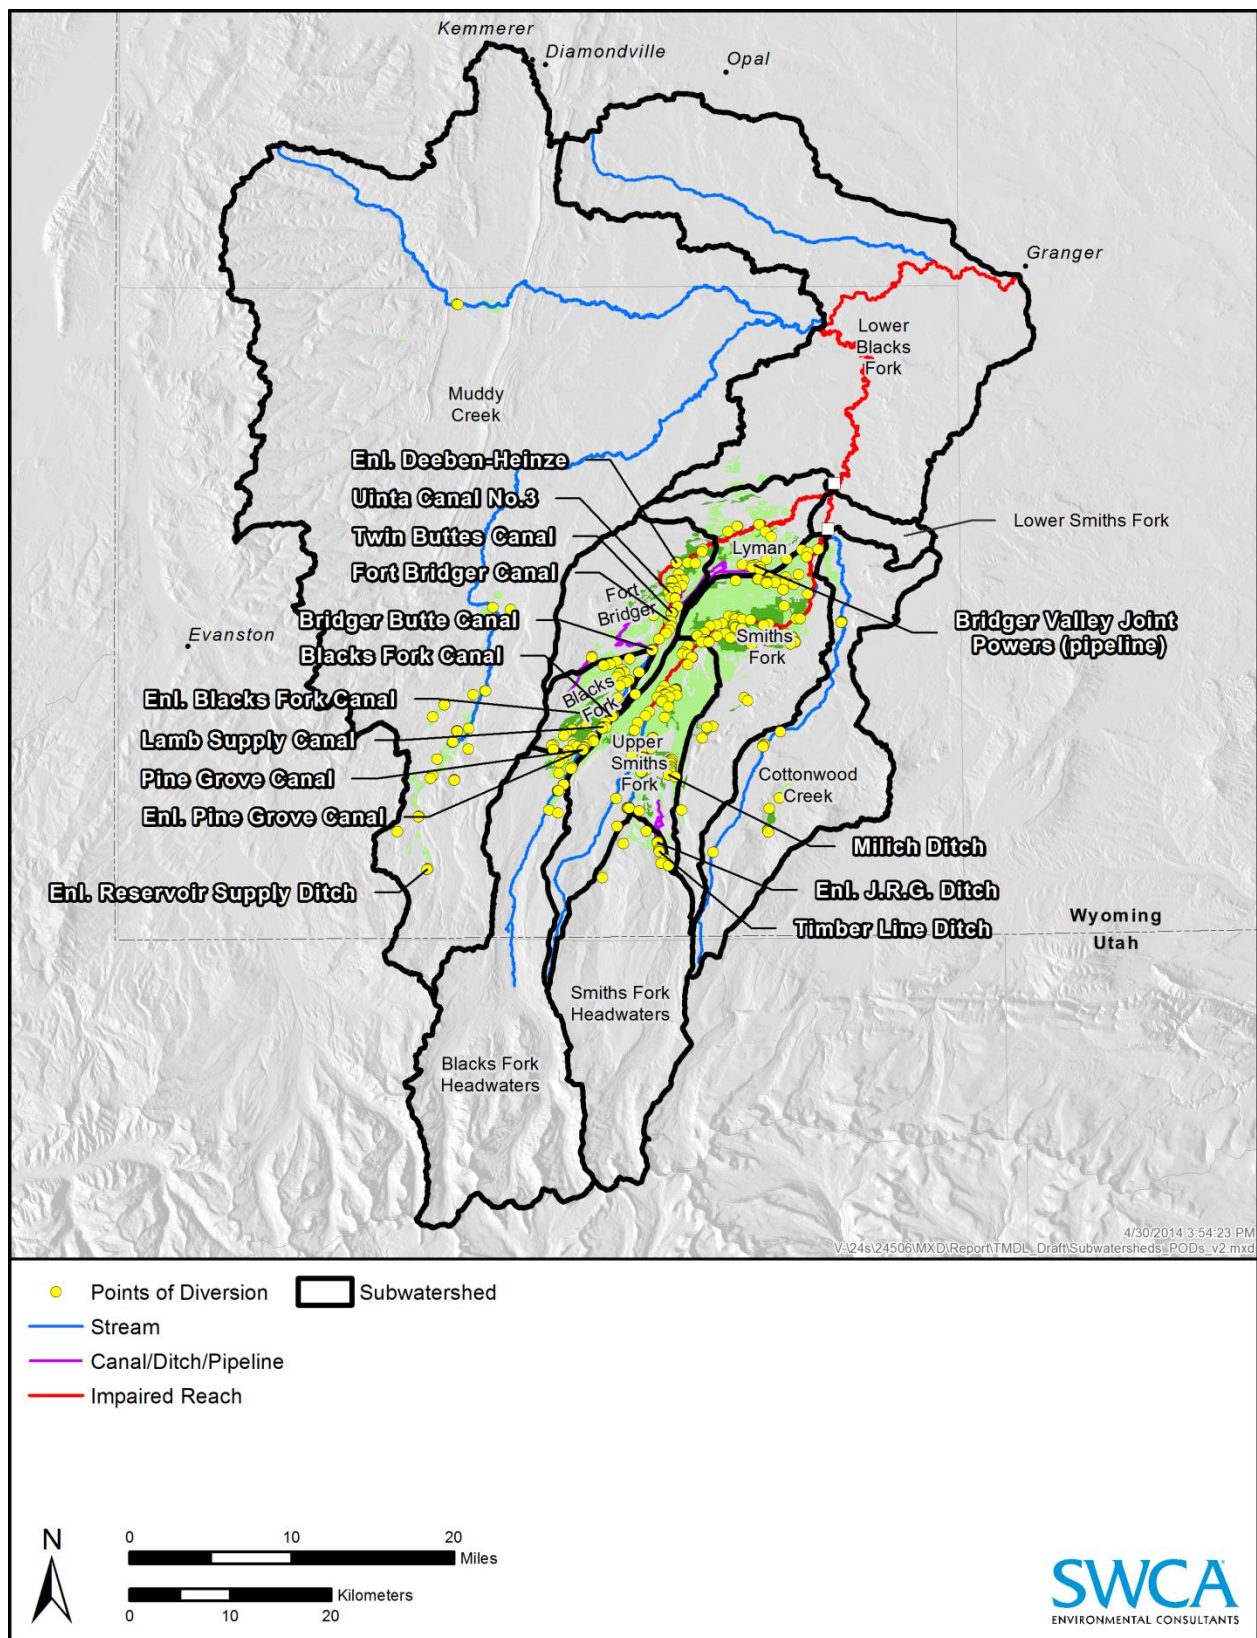 Kemmerer
Diamondville
Opal
Granger
Lower
Blacks
Fork
Muddy
Creek
Enl. Deeben-Heinze
Uinta Canal No.3
Twin Buttes Canal
Fort Bridger Canal
Bridger Butte Canal
Blacks Fork Canal
Enl. Blacks Fork Canal
Lamb Supply Canal
Pine Grove Canal
Enl. Pine Grove Canal
Enl. Reservoir Supply Ditch
Evanston
Lower Smiths Fork
Lyman
Fort
Bridger
Smiths
Fork
Bridger Valley Joint
Powers (pipeline)
Blacks
Fork
Upper
Smiths
Fork
Cottonwood
Creek
Milich Ditch
Enl. J.R.G. Ditch
Timber Line Ditch
Wyoming
Utah
Smiths Fork
Headwaters
Blacks Fork
Headwaters
4/30/2014 3:54:23 PM
V:\24s\24506\MXD\Report\TMDL_Draft\Subwatersheds_PODs_v2.mxd
Points of Diversion
Subwatershed
Stream
Canal/Ditch/Pipeline
Impaired Reach
N
0 10 20
Miles
Kilometers
0 10 20
SWCA
ENVIRONMENTAL CONSULTANTS